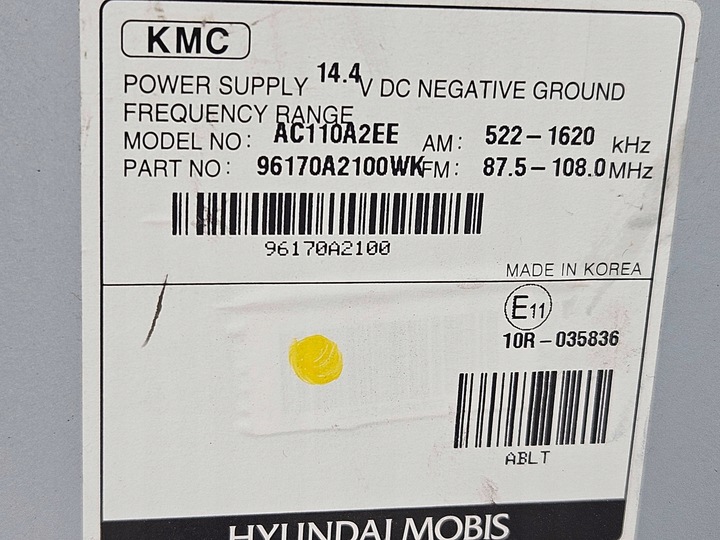 KMC
POWER SUPPLY 14.4V DC NEGATIVE GROUND
FREQUENCY RANGE
MODEL NO: AC110A2EE AM: 522-1620 kHz
PART NO: 96170A2100WK FM: 87.5-108.0 MHz
96170A2100
MADE IN KOREA
E11
10R-035836
ABLT
HYUNDAI MOBIS